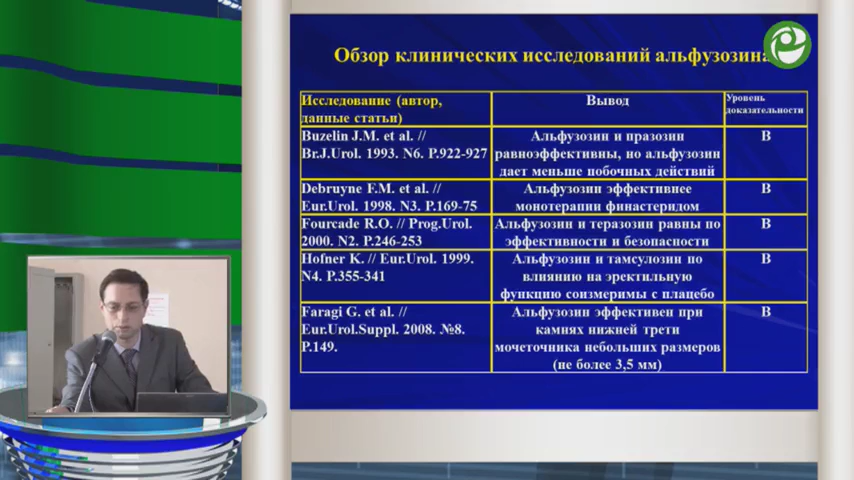 Обзор клинических исследований альфузозина
Исследование (автор,
данные статьи)
Вывод
Уровень
доказательности
Buzelin J.M. et al. //
Br.J.Urol. 1993. N6. P.922-927
Альфузозин и празозин
равноэффективны, но альфузозин
дает меньше побочных действий
B
Debruyne F.M. et al. //
Eur.Urol. 1998. N3. P.169-75
Альфузозин эффективнее
монотерапии финастеридом
B
Fourcade R.O. // Prog.Urol.
2000. N2. P.246-253
Альфузозин и теразозин равны по
эффективности и безопасности
B
Hofner K. // Eur.Urol. 1999.
N4. P.355-341
Альфузозин и тамсулозин по
влиянию на эректильную
функцию соизмеримы с плацебо
B
Faragi G. et al. //
Eur.Urol.Suppl. 2008. №8.
P.149.
Альфузозин эффективен при
камнях нижней трети
мочеточника небольших размеров
(не более 3,5 мм)
B